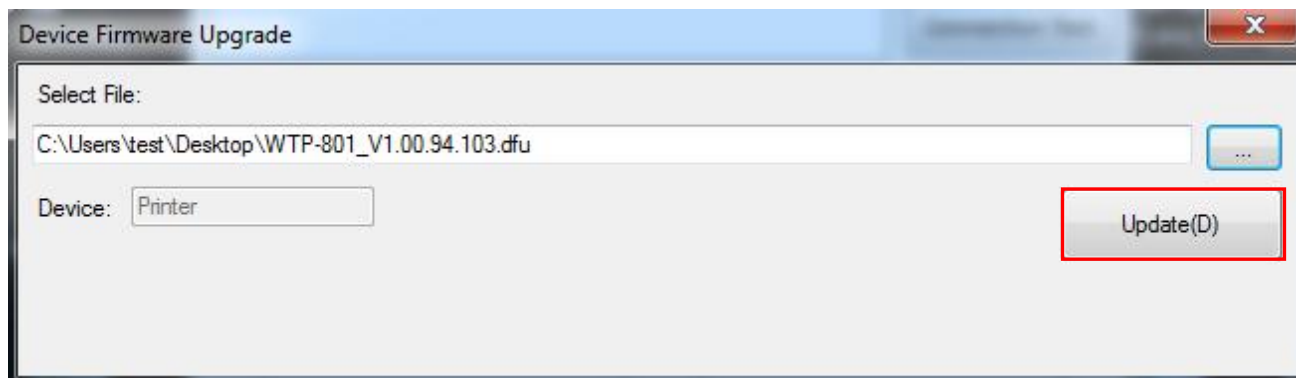 Device Firmware Upgrade
Select File:
C:\Users\test\Desktop\WTP-801_V1.00.94.103.dfu
...
Device: Printer
Update(D)